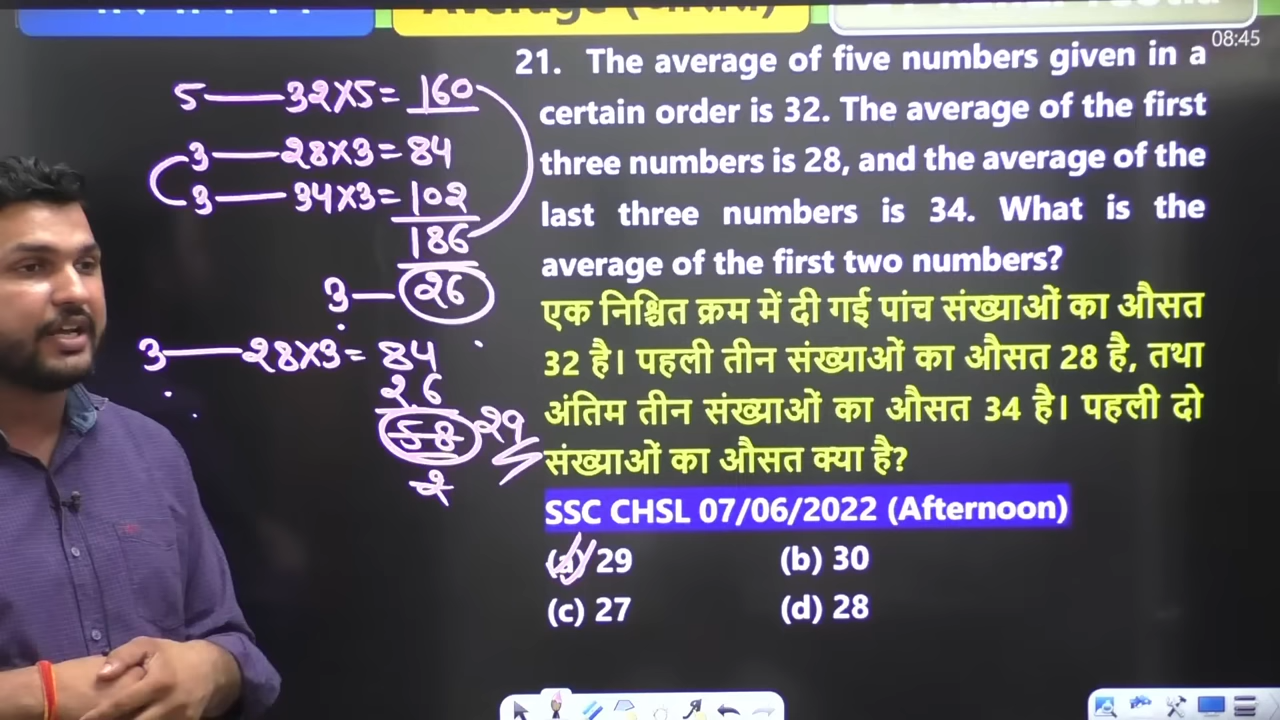 08:45
5 — 32×5 = 160
3 — 28×3 = 84
3 — 34×3 = 102
186
3 — 26
3 — 28×3 = 84
26
58 29
2
21. The average of five numbers given in a
certain order is 32. The average of the first
three numbers is 28, and the average of the
last three numbers is 34. What is the
average of the first two numbers?
एक निश्चित क्रम में दी गई पांच संख्याओं का औसत
32 है। पहली तीन संख्याओं का औसत 28 है, तथा
अंतिम तीन संख्याओं का औसत 34 है। पहली दो
संख्याओं का औसत क्या है?
SSC CHSL 07/06/2022 (Afternoon)
(a) 29 (b) 30
(c) 27 (d) 28